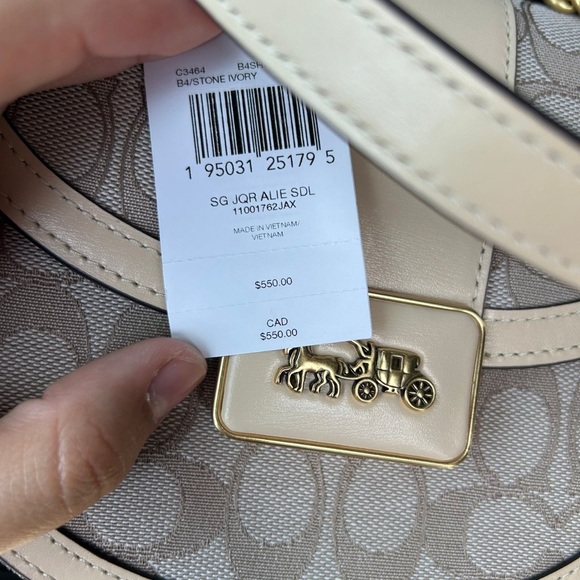 C3464 B4SH
B4/STONE IVORY
1 95031 25179 5
SG JQR ALIE SDL
11001762JAX
MADE IN VIETNAM/
VIETNAM
$550.00
CAD
$550.00